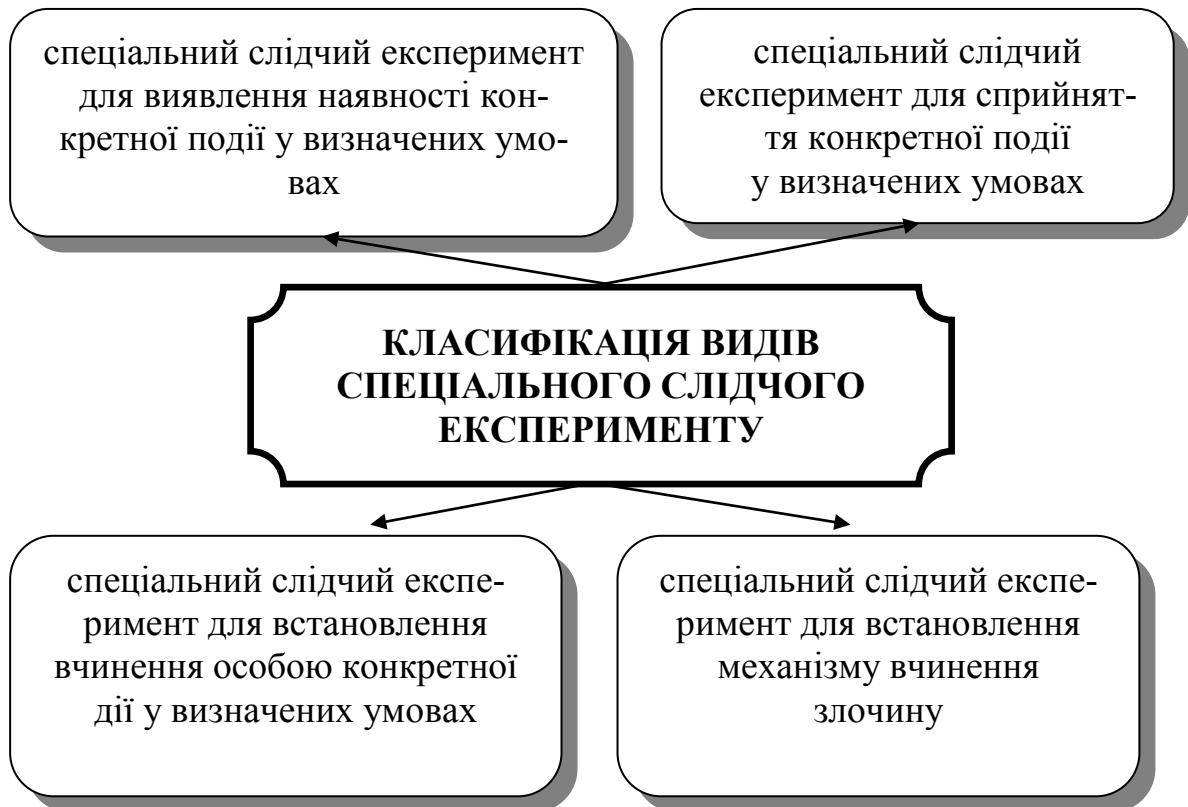 спеціальний слідчий експеримент
для виявлення наявності кон-
кретної події у визначених умо-
вах
спеціальний слідчий
експеримент для сприйнят-
тя конкретної події
у визначених умовах
КЛАСИФІКАЦІЯ ВИДІВ
СПЕЦІАЛЬНОГО СЛІДЧОГО
ЕКСПЕРИМЕНТУ
спеціальний слідчий експе-
римент для встановлення
вчинення особою конкретної
дії у визначених умовах
спеціальний слідчий експе-
римент для встановлення
механізму вчинення
злочину